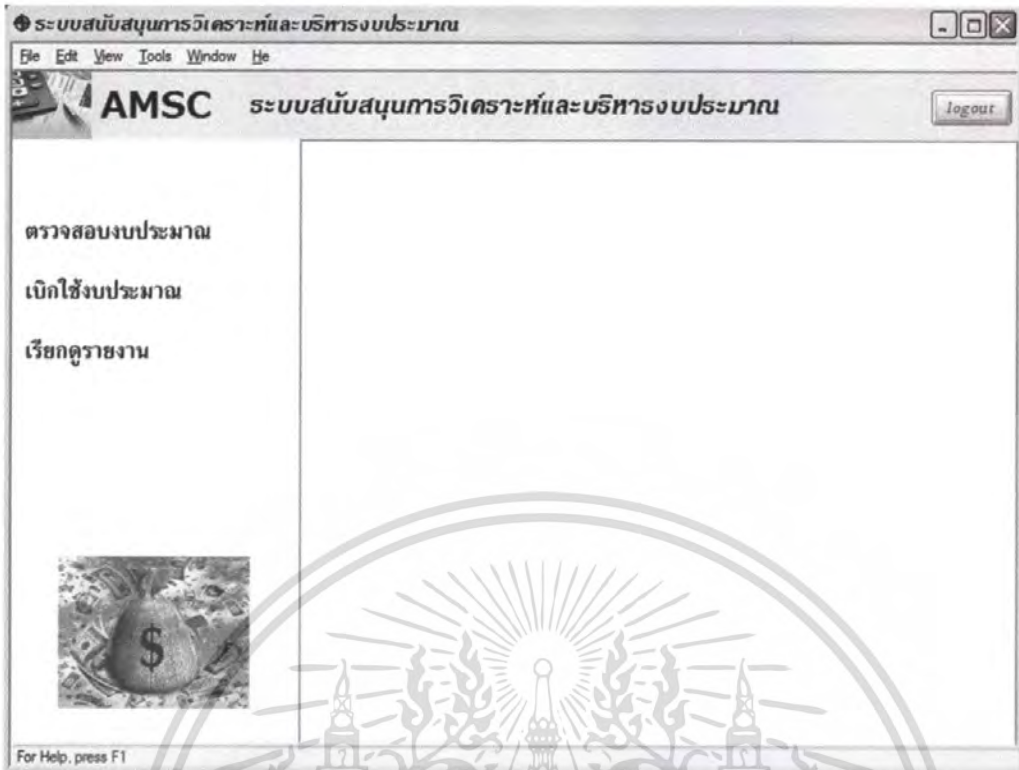 ระบบสนับสนุนการวิเคราะห์และบริหารงบประมาณ
File Edit View Tools Window He
AMSC ระบบสนับสนุนการวิเคราะห์และบริหารงบประมาณ logout
ตรวจสอบงบประมาณ
เบิกใช้งบประมาณ
เรียกดูรายงาน
$
For Help, press F1